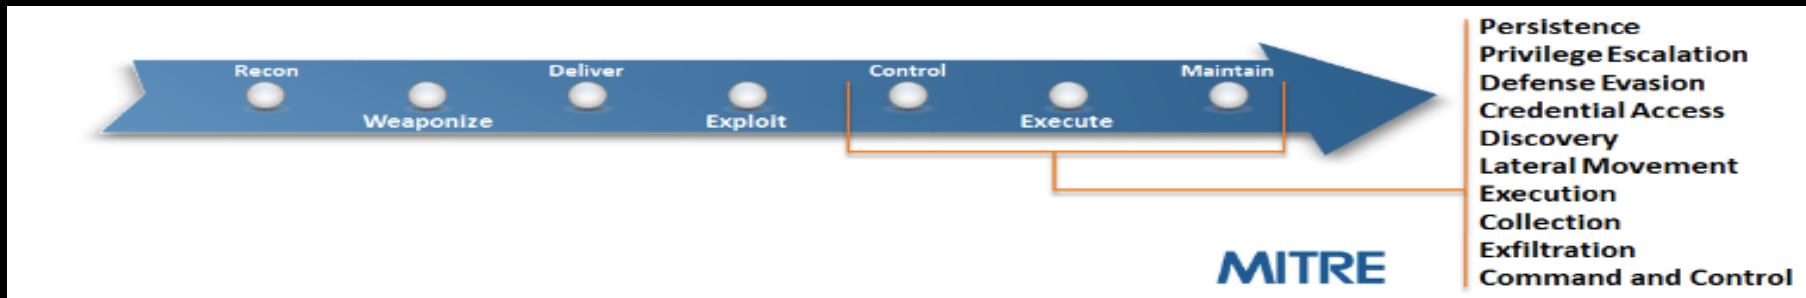 Recon
Weaponize
Deliver
Exploit
Control
Execute
Maintain
Persistence
Privilege Escalation
Defense Evasion
Credential Access
Discovery
Lateral Movement
Execution
Collection
Exfiltration
Command and Control
MITRE